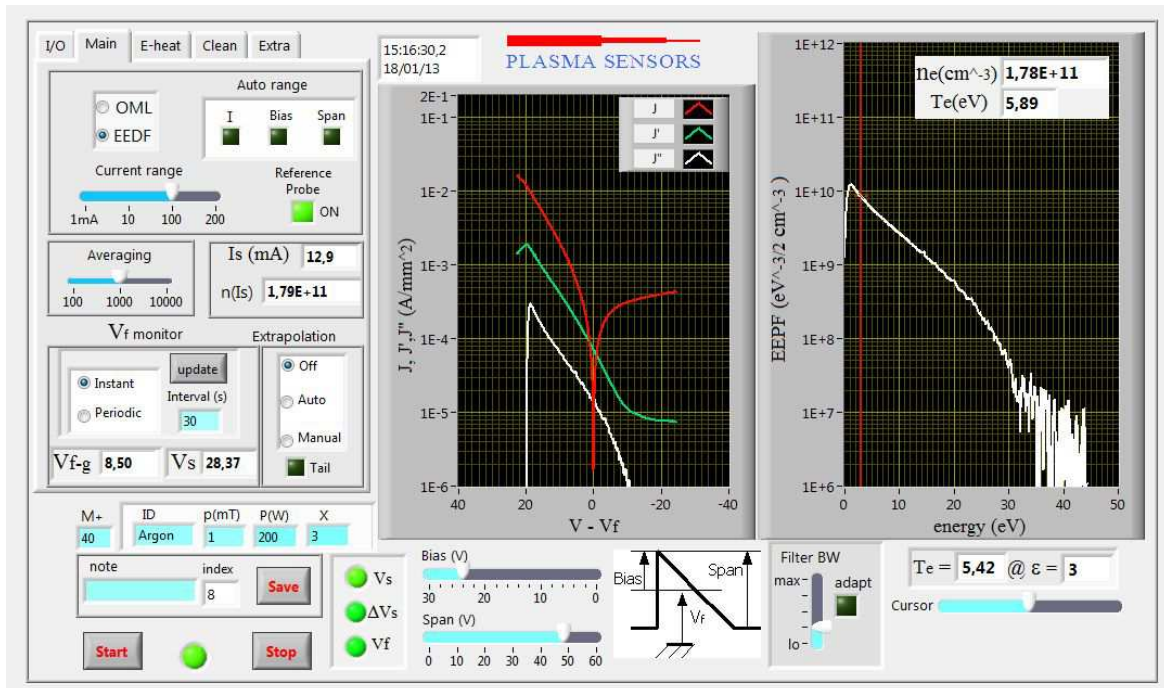 I/O Main E-heat Clean Extra
OML
EEDF
Auto range
I Bias Span
Current range
1mA 10 100 200
Reference
Probe
ON
Averaging
100 1000 10000
Is (mA) 12,9
n(Is) 1,79E+11
Vf monitor
Instant
Periodic
update
Interval (s)
30
Extrapolation
Off
Auto
Manual
Tail
Vf-g 8,50 Vs 28,37
M+ ID p(mT) P(W) X
40 Argon 1 200 3
note index
8
Save
Start Stop
Vs
ΔVs
Vf
15:16:30,2
18/01/13
PLASMA SENSORS
J
J'
J"
J, J',J" (A/mm^2)
2E-1
1E-1
1E-2
1E-3
1E-4
1E-5
1E-6
40 20 0 -20 -40
V - Vf
Bias (V)
30 20 10 0
Span (V)
0 10 20 30 40 50 60
Bias Span
Vf
ne(cm^-3) 1,78E+11
Te(eV) 5,89
EEPF (eV^-3/2 cm^-3 )
1E+12
1E+11
1E+10
1E+9
1E+8
1E+7
1E+6
0 10 20 30 40 50
energy (eV)
Filter BW
max
lo
adapt
Te = 5,42 @ ε = 3
Cursor